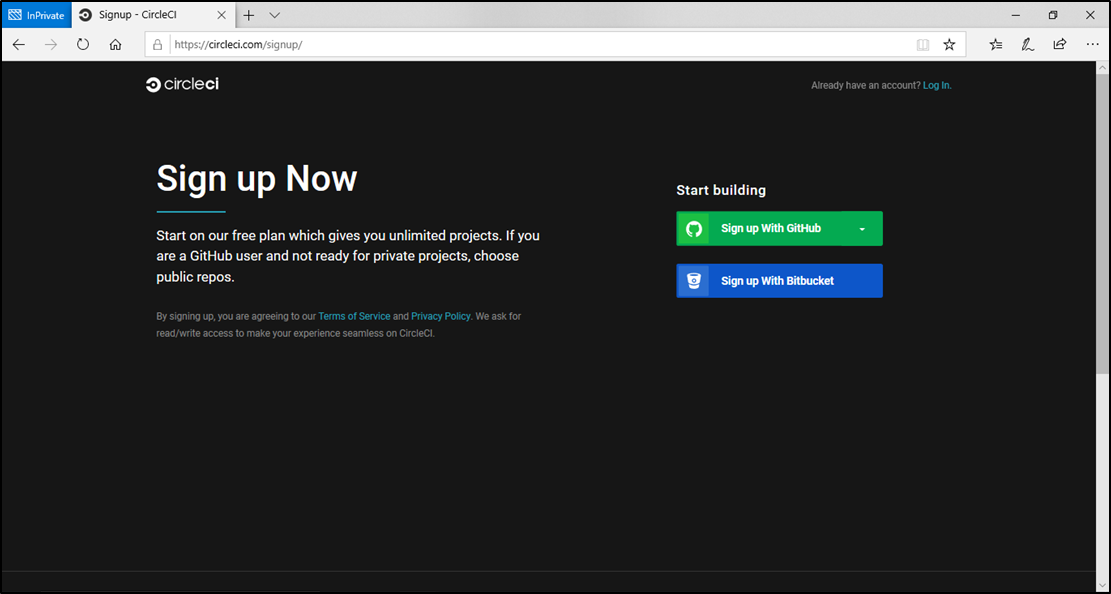 InPrivate
Signup - CircleCI
https://circleci.com/signup/
circleci
Already have an account? Log In.
Sign up Now
Start on our free plan which gives you unlimited projects. If you
are a GitHub user and not ready for private projects, choose
public repos.
By signing up, you are agreeing to our Terms of Service and Privacy Policy. We ask for
read/write access to make your experience seamless on CircleCI.
Start building
Sign up With GitHub
Sign up With Bitbucket